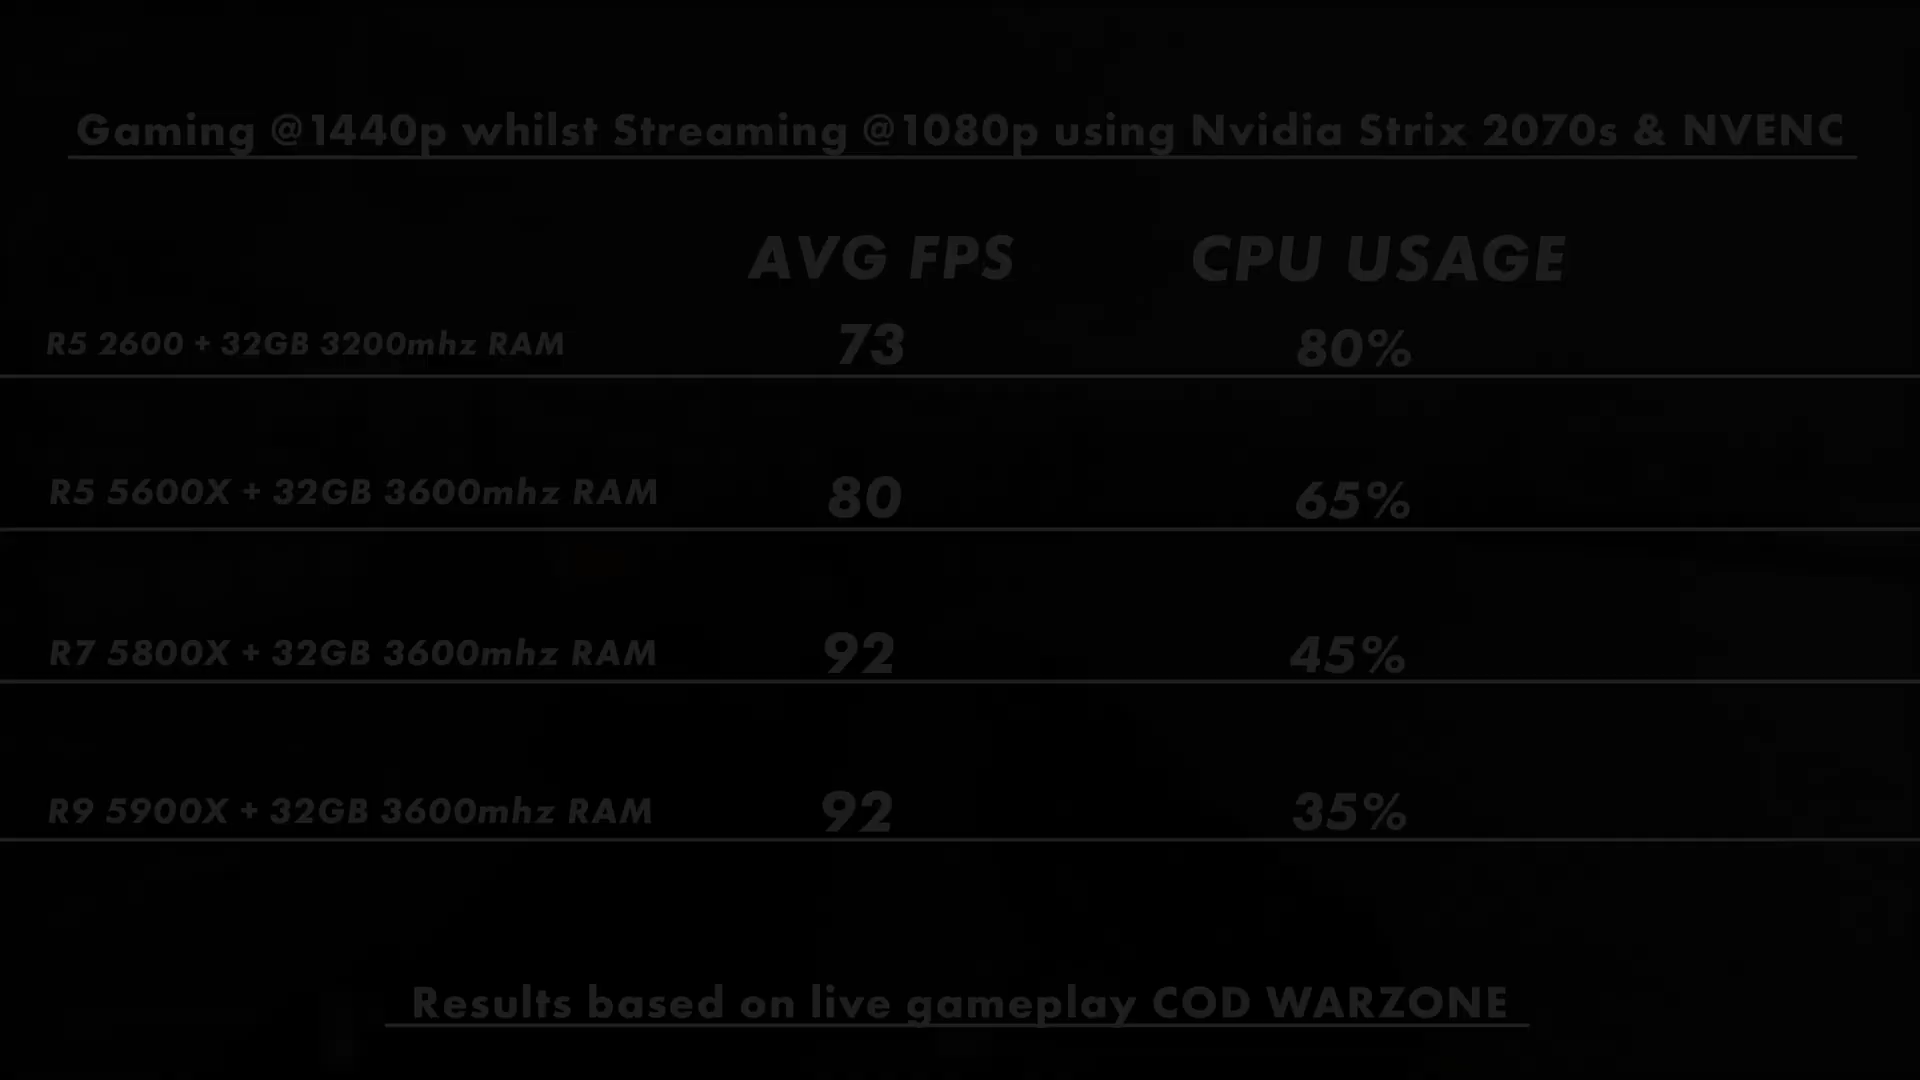 Gaming @1440p whilst Streaming @1080p using Nvidia Strix 2070s & NVENC
AVG FPS CPU USAGE
R5 2600 + 32GB 3200mhz RAM 73 80%
R5 5600X + 32GB 3600mhz RAM 80 65%
R7 5800X + 32GB 3600mhz RAM 92 45%
R9 5900X + 32GB 3600mhz RAM 92 35%
Results based on live gameplay COD WARZONE